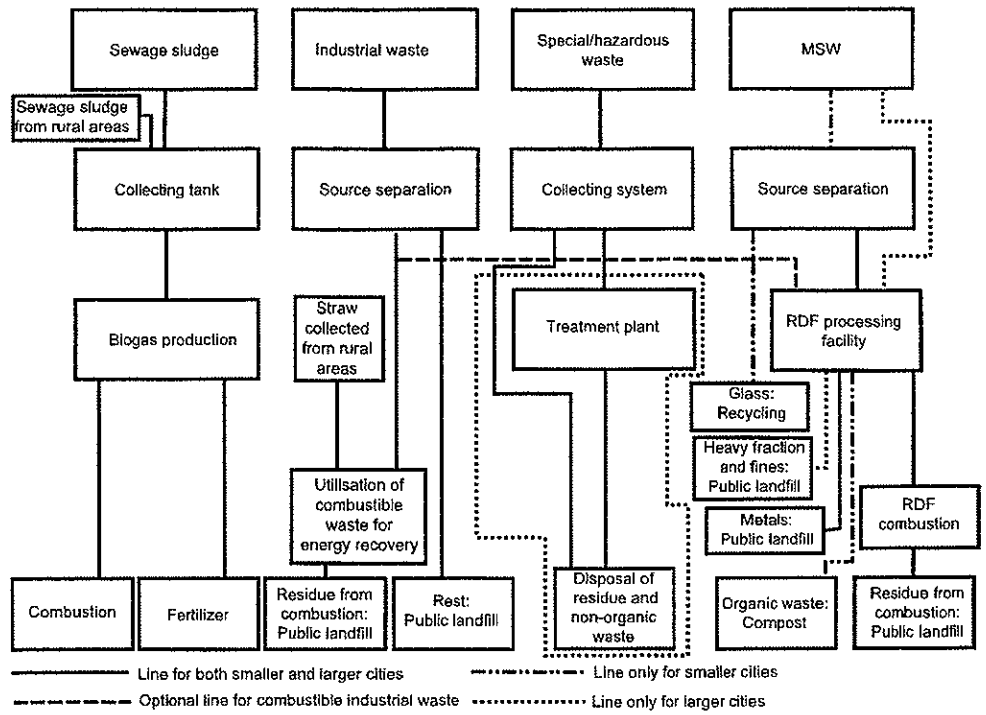 Sewage sludge
Industrial waste
Special/hazardous
waste
MSW
Sewage sludge
from rural areas
Collecting tank
Source separation
Collecting system
Source separation
Biogas production
Straw
collected
from rural
areas
Treatment plant
RDF processing
facility
Glass:
Recycling
Heavy fraction
and fines:
Public landfill
Utilisation of
combustible
waste for
energy recovery
Metals:
Public landfill
RDF
combustion
Combustion
Fertilizer
Residue from
combustion:
Public landfill
Rest:
Public landfill
Disposal of
residue and
non-organic
waste
Organic waste:
Compost
Residue from
combustion:
Public landfill
Line for both smaller and larger cities
Line only for smaller cities
Optional line for combustible industrial waste
Line only for larger cities